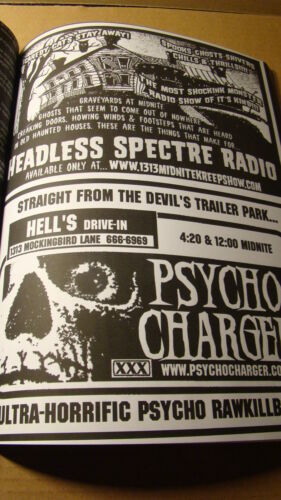 CATS STAY AWAY!
SPOOKS, GHOSTS, SHIVERS
CHILLS & THRILLS!!
THE MOST SHOCKINK MONSTER
RADIO SHOW OF IT'S KIND!
GRAVEYARDS AT MIDNITE
GHOSTS THAT SEEM TO COME OUT OF NOWHERE
CREAKING DOORS, HOWING WINDS & FOOTSTEPS THAT ARE HEARD
IN OLD HAUNTED HOUSES. THESE ARE THE THINGS THAT MAKE FOR...
HEADLESS SPECTRE RADIO
AVAILABLE ONLY AT... WWW.1313MIDNITEKREEPSHOW.COM
STRAIGHT FROM THE DEVIL'S TRAILER PARK...
HELL'S DRIVE-IN
1313 MOCKINGBIRD LANE 666-6969
4:20 & 12:00 MIDNITE
PSYCHO
CHARGER
XXX WWW.PSYCHOCHARGER.CO
ULTRA-HORRIFIC PSYCHO RAWKILLB